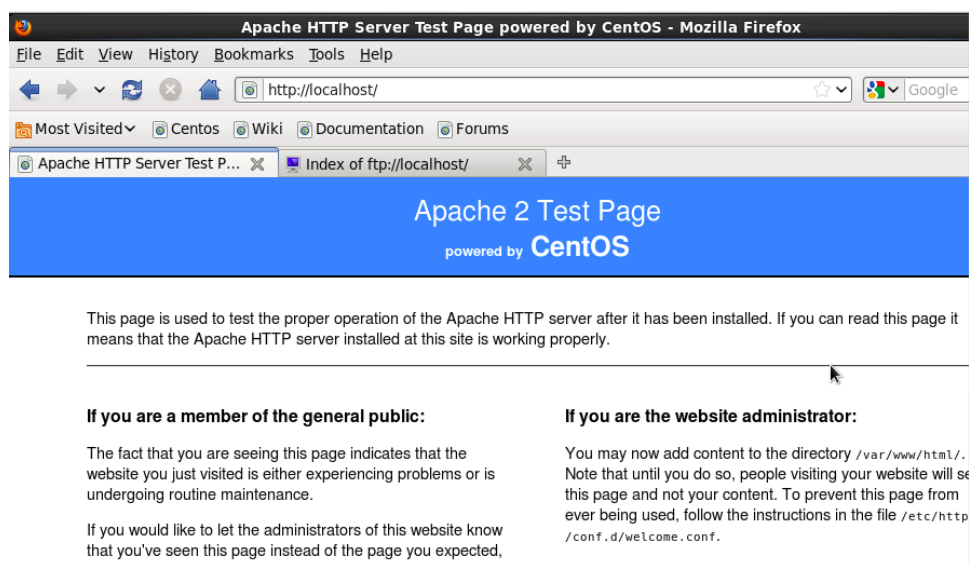 Apache HTTP Server Test Page powered by CentOS - Mozilla Firefox
File Edit View History Bookmarks Tools Help
http://localhost/
Google
Most Visited Centos Wiki Documentation Forums
Apache HTTP Server Test P... Index of ftp://localhost/
Apache 2 Test Page
powered by CentOS
This page is used to test the proper operation of the Apache HTTP server after it has been installed. If you can read this page it
means that the Apache HTTP server installed at this site is working properly.
If you are a member of the general public:
The fact that you are seeing this page indicates that the
website you just visited is either experiencing problems or is
undergoing routine maintenance.
If you would like to let the administrators of this website know
that you've seen this page instead of the page you expected,
If you are the website administrator:
You may now add content to the directory /var/www/html/.
Note that until you do so, people visiting your website will se
this page and not your content. To prevent this page from
ever being used, follow the instructions in the file /etc/http
/conf.d/welcome.conf.